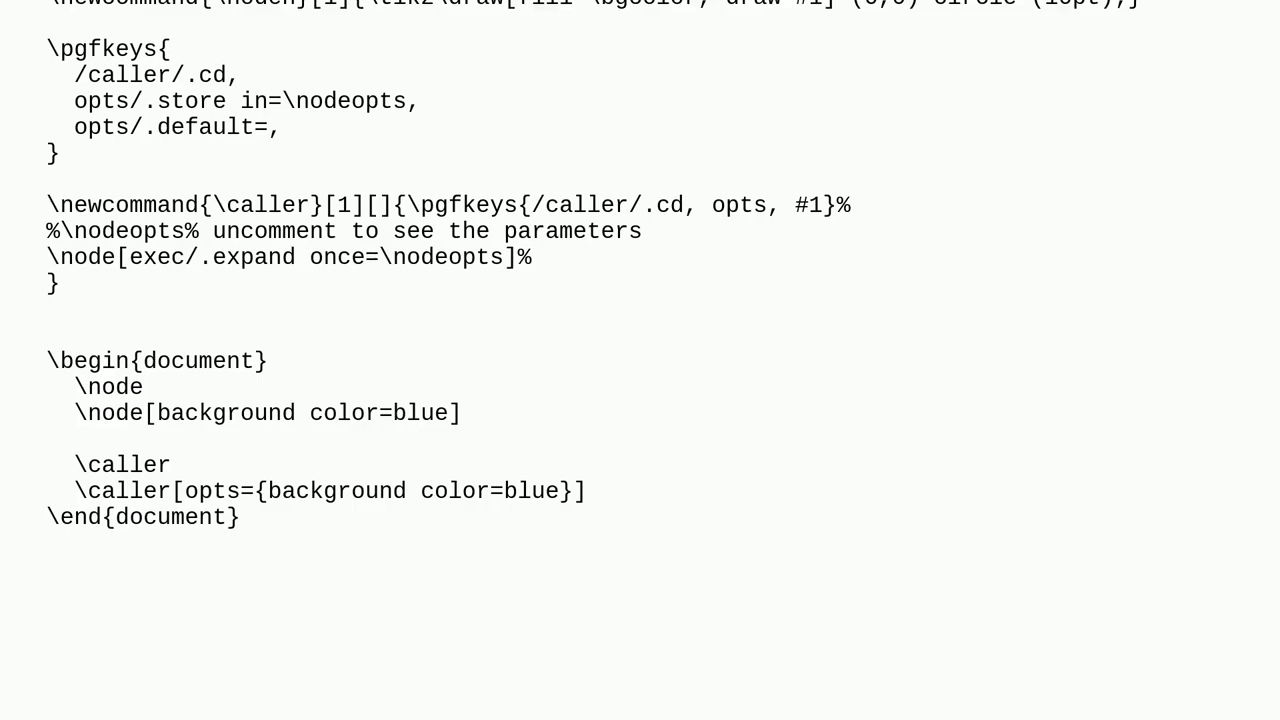 \pgfkeys{
  /caller/.cd,
  opts/.store in=\nodeopts,
  opts/.default=,
}
\newcommand{\caller}[1][]{\pgfkeys{/caller/.cd, opts, #1}%
%\nodeopts% uncomment to see the parameters
\node[exec/.expand once=\nodeopts]%
}
\begin{document}
  \node
  \node[background color=blue]
  \caller
  \caller[opts={background color=blue}]
\end{document}